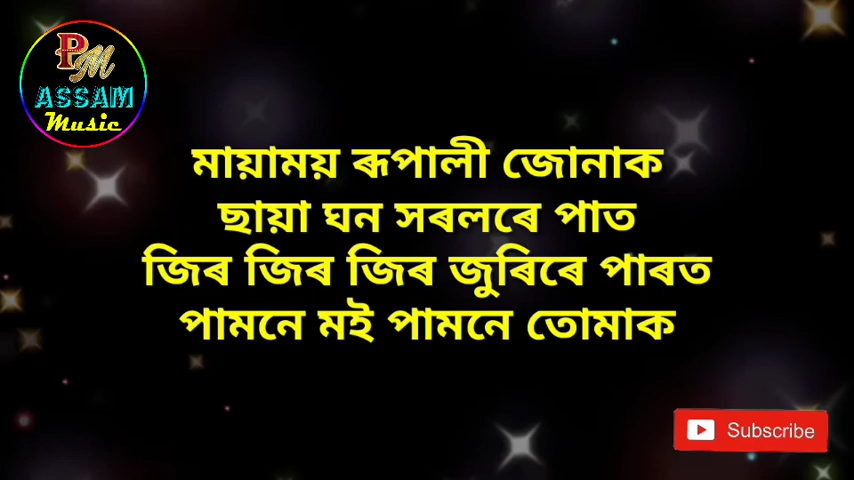 PM
ASSAM
Music
মায়াময় ৰূপালী জোনাক
ছায়া ঘন সৰলৰে পাত
জিৰ জিৰ জিৰ জুৰিৰে পাৰত
পামনে মই পামনে তোমাক
Subscribe